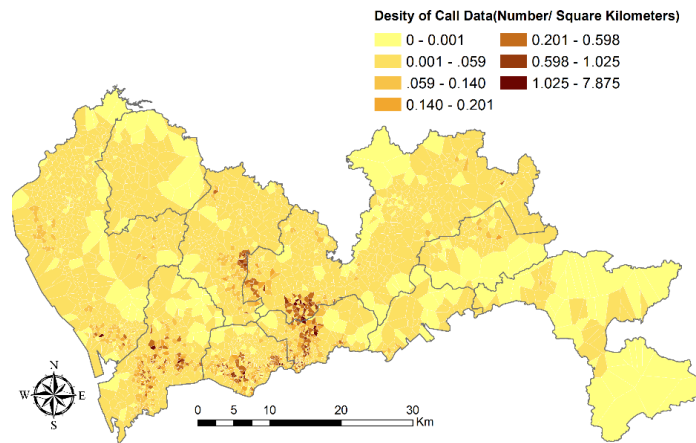 Desity of Call Data(Number/ Square Kilometers)
0 - 0.001
0.001 - .059
.059 - 0.140
0.140 - 0.201
0.201 - 0.598
0.598 - 1.025
1.025 - 7.875
N
W E
S
0 5 10 20 30
Km